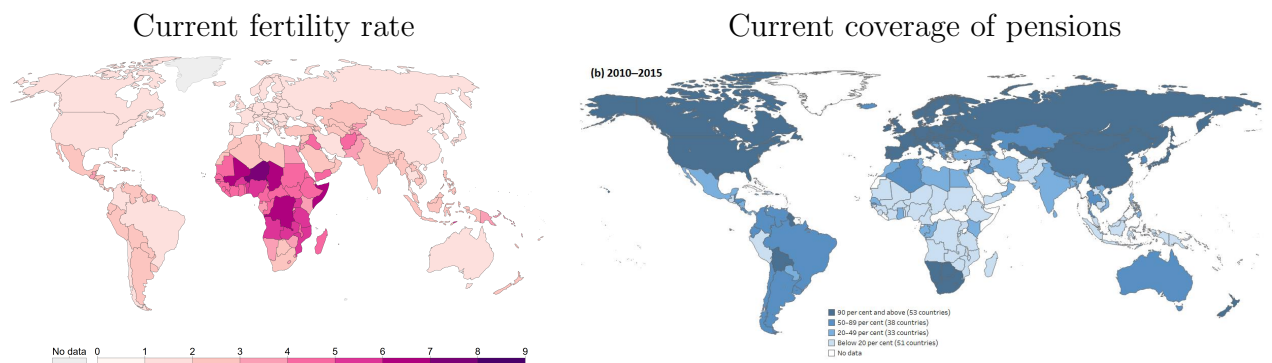 Current fertility rate
Current coverage of pensions
(b) 2010–2015
90 per cent and above (53 countries)
50–89 per cent (38 countries)
20–49 per cent (33 countries)
Below 20 per cent (51 countries)
No data
No data 0 1 2 3 4 5 6 7 8 9